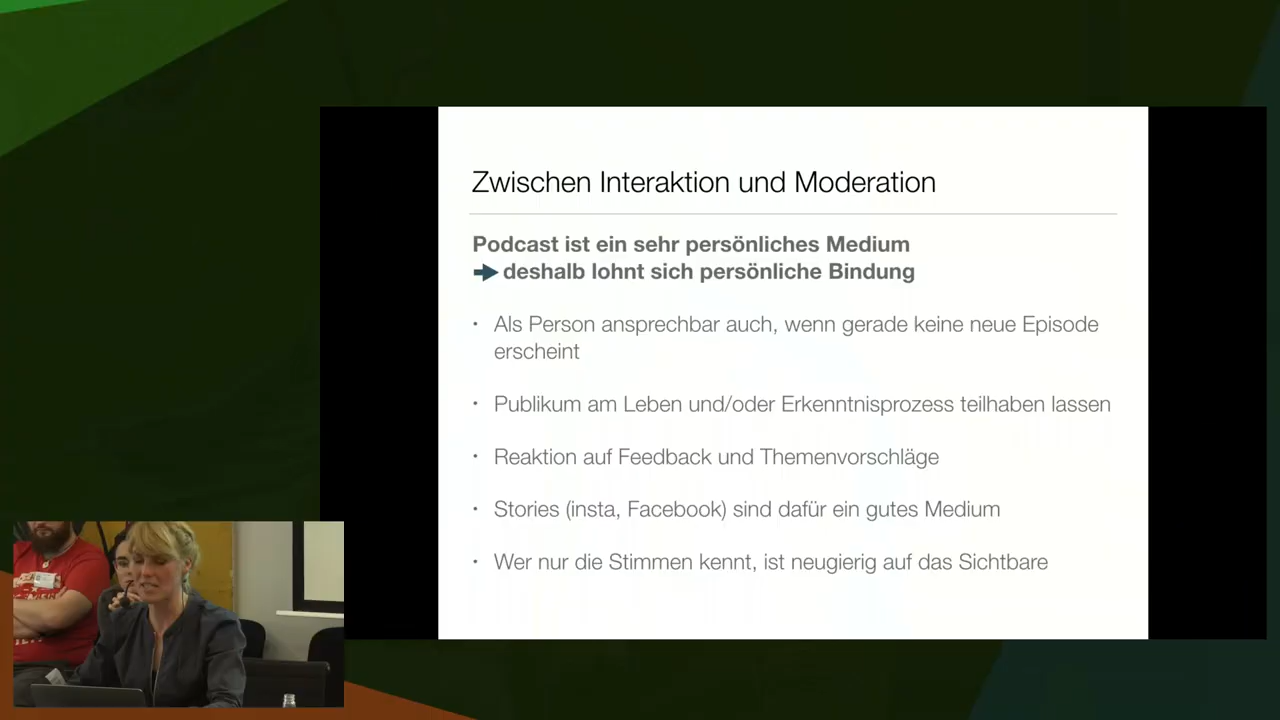 Zwischen Interaktion und Moderation
Podcast ist ein sehr persönliches Medium
➡ deshalb lohnt sich persönliche Bindung
• Als Person ansprechbar auch, wenn gerade keine neue Episode
erscheint
• Publikum am Leben und/oder Erkenntnisprozess teilhaben lassen
• Reaktion auf Feedback und Themenvorschläge
• Stories (insta, Facebook) sind dafür ein gutes Medium
• Wer nur die Stimmen kennt, ist neugierig auf das Sichtbare